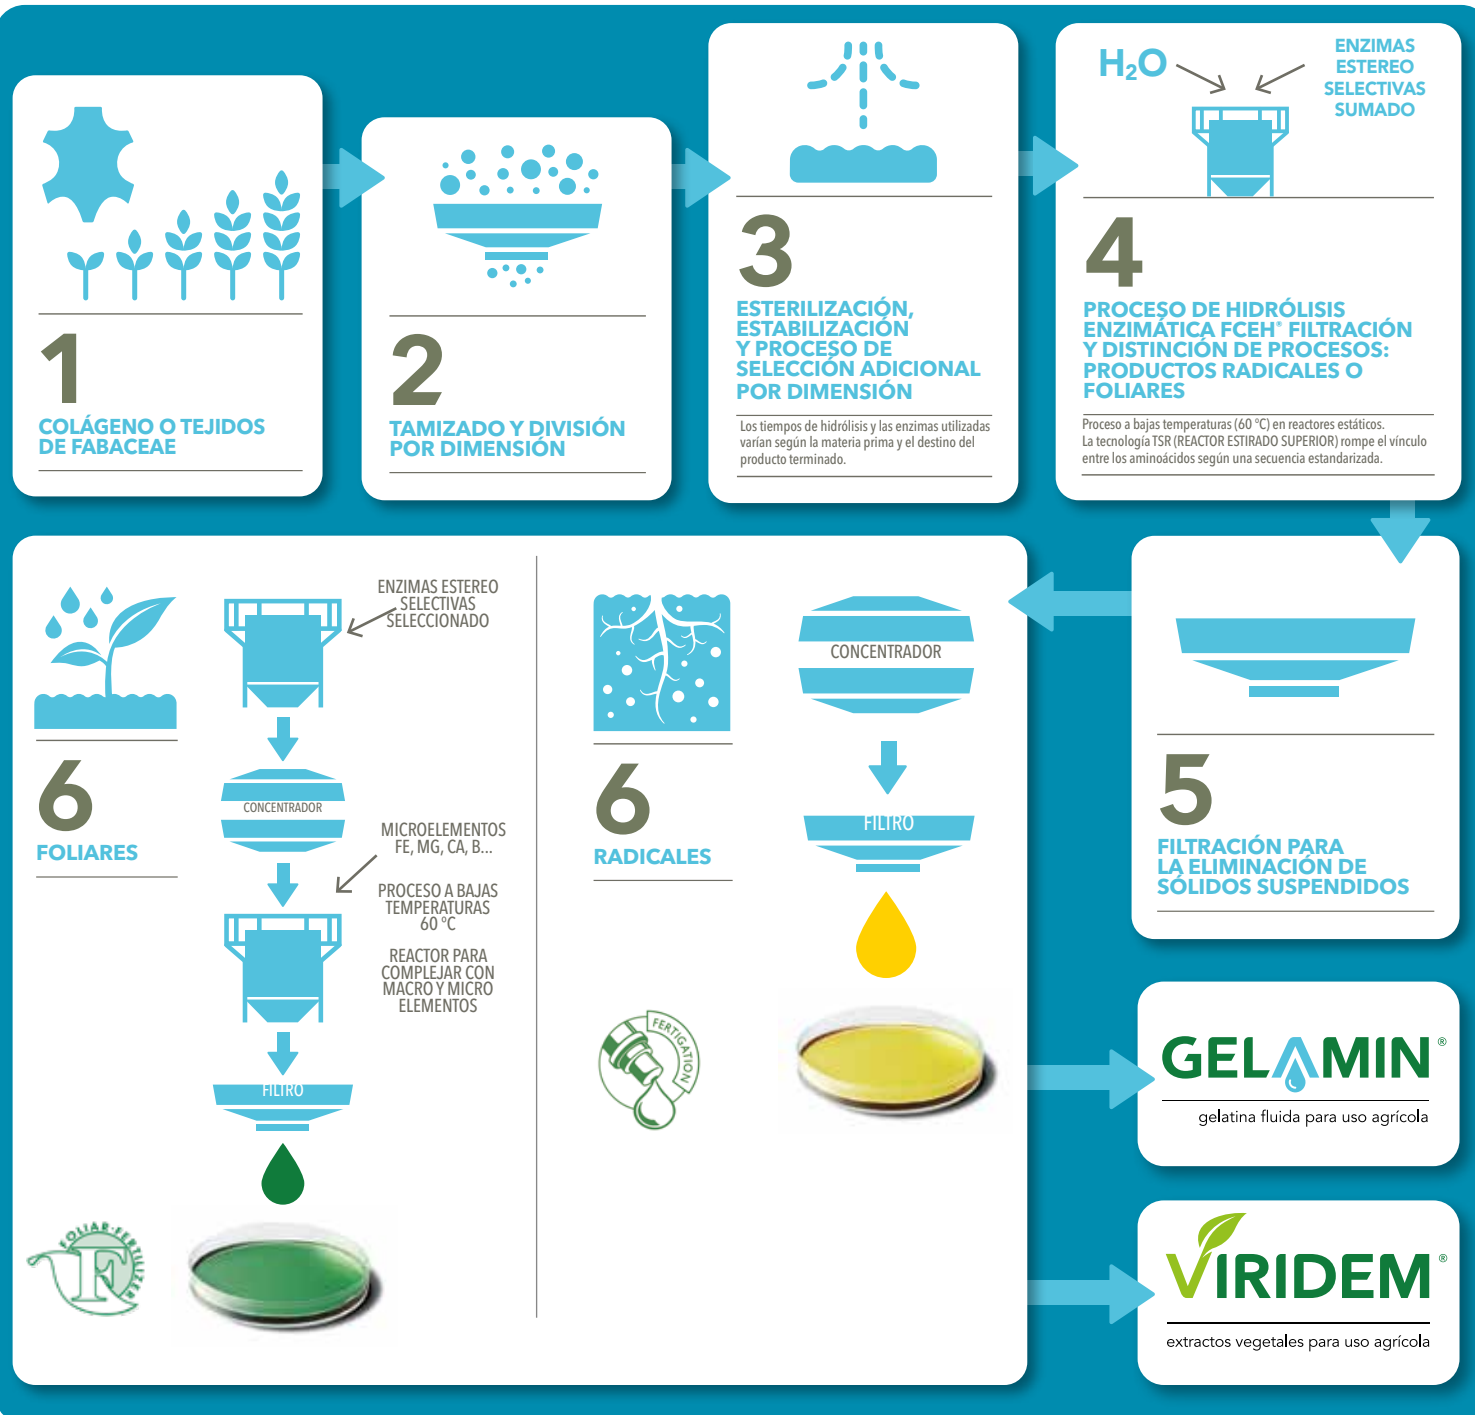 1
COLÁGENO O TEJIDOS
DE FABACEAE
2
TAMIZADO Y DIVISIÓN
POR DIMENSIÓN
3
ESTERILIZACIÓN,
ESTABILIZACIÓN
Y PROCESO DE
SELECCIÓN ADICIONAL
POR DIMENSIÓN
Los tiempos de hidrólisis y las enzimas utilizadas
varían según la materia prima y el destino del
producto terminado.
H₂O
ENZIMAS
ESTEREO
SELECTIVAS
SUMADO
4
PROCESO DE HIDRÓLISIS
ENZIMÁTICA FCEH® FILTRACIÓN
Y DISTINCIÓN DE PROCESOS:
PRODUCTOS RADICALES O
FOLIARES
Proceso a bajas temperaturas (60 °C) en reactores estáticos.
La tecnología TSR (REACTOR ESTIRADO SUPERIOR) rompe el vínculo
entre los aminoácidos según una secuencia estandarizada.
5
FILTRACIÓN PARA
LA ELIMINACIÓN DE
SÓLIDOS SUSPENDIDOS
6
FOLIARES
ENZIMAS ESTEREO
SELECTIVAS
SELECCIONADO
CONCENTRADOR
MICROELEMENTOS
FE, MG, CA, B...
PROCESO A BAJAS
TEMPERATURAS
60 °C
REACTOR PARA
COMPLEJAR CON
MACRO Y MICRO
ELEMENTOS
FILTRO
FOLIAR-FERTILIZER
F
6
RADICALES
CONCENTRADOR
FILTRO
FERTIGATION
GELAMIN®
gelatina fluida para uso agrícola
VIRIDEM®
extractos vegetales para uso agrícola